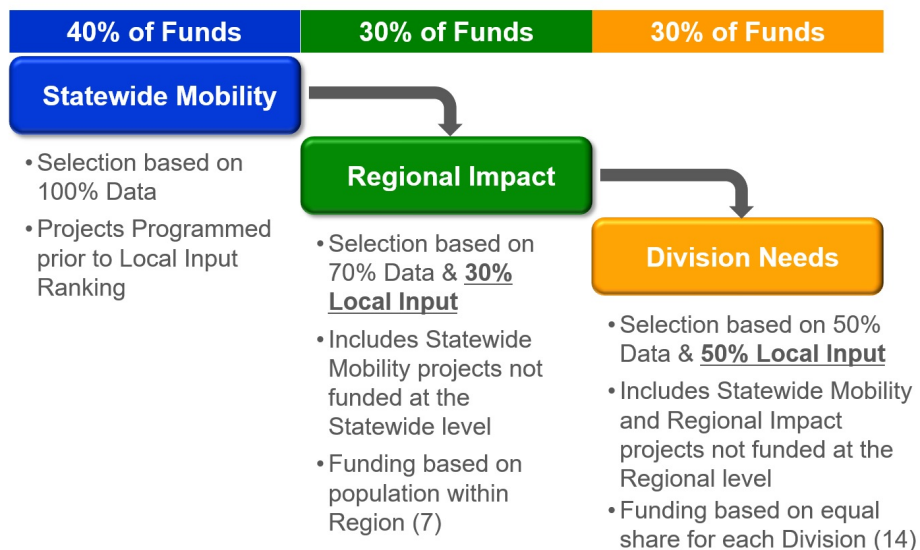 40% of Funds
30% of Funds
30% of Funds
Statewide Mobility
• Selection based on
100% Data
• Projects Programmed
prior to Local Input
Ranking
Regional Impact
• Selection based on
70% Data & 30%
Local Input
• Includes Statewide
Mobility projects not
funded at the
Statewide level
• Funding based on
population within
Region (7)
Division Needs
• Selection based on 50%
Data & 50% Local Input
• Includes Statewide Mobility
and Regional Impact
projects not funded at the
Regional level
• Funding based on equal
share for each Division (14)